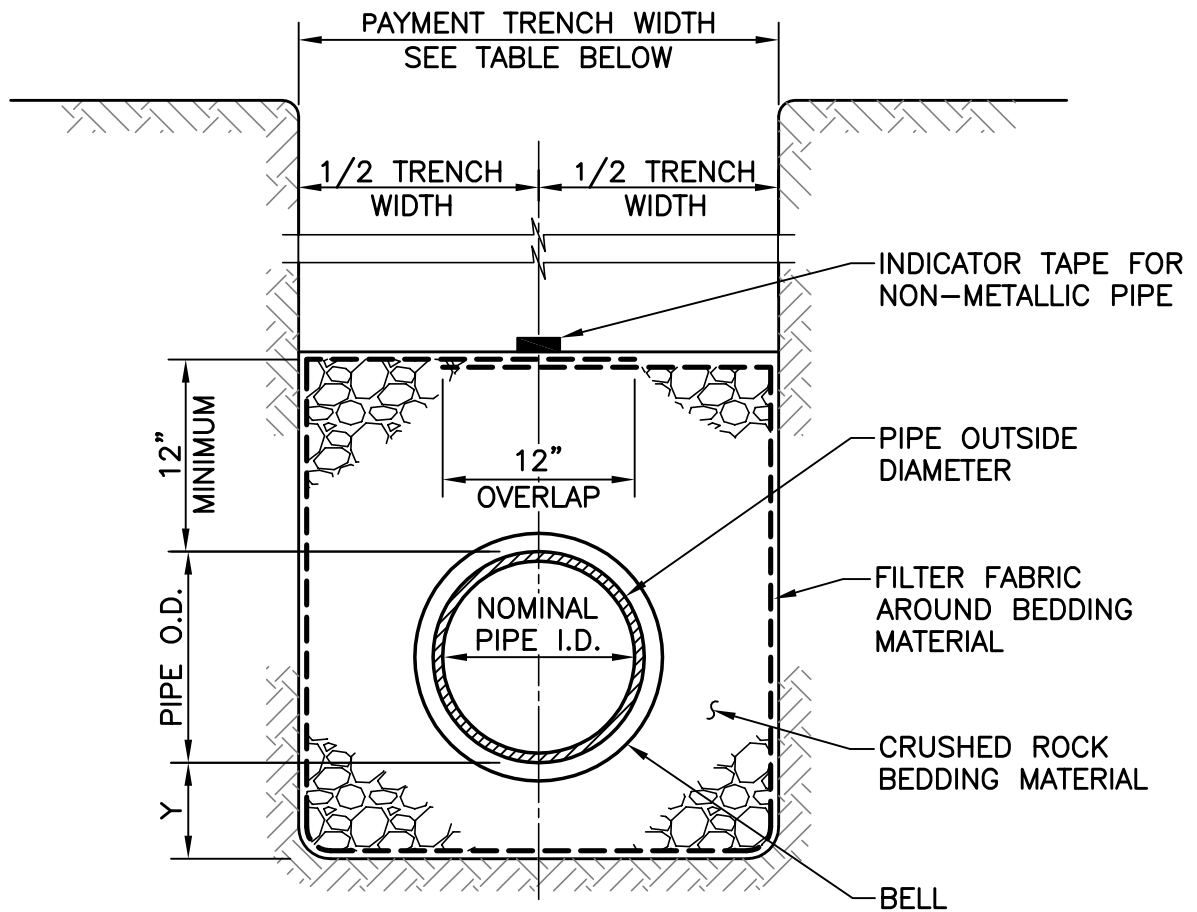 PAYMENT TRENCH WIDTH
SEE TABLE BELOW
1/2 TRENCH
WIDTH
1/2 TRENCH
WIDTH
INDICATOR TAPE FOR
NON-METALLIC PIPE
12"
MINIMUM
12"
OVERLAP
PIPE OUTSIDE
DIAMETER
PIPE O.D.
NOMINAL
PIPE I.D.
FILTER FABRIC
AROUND BEDDING
MATERIAL
CRUSHED ROCK
BEDDING MATERIAL
Y
BELL